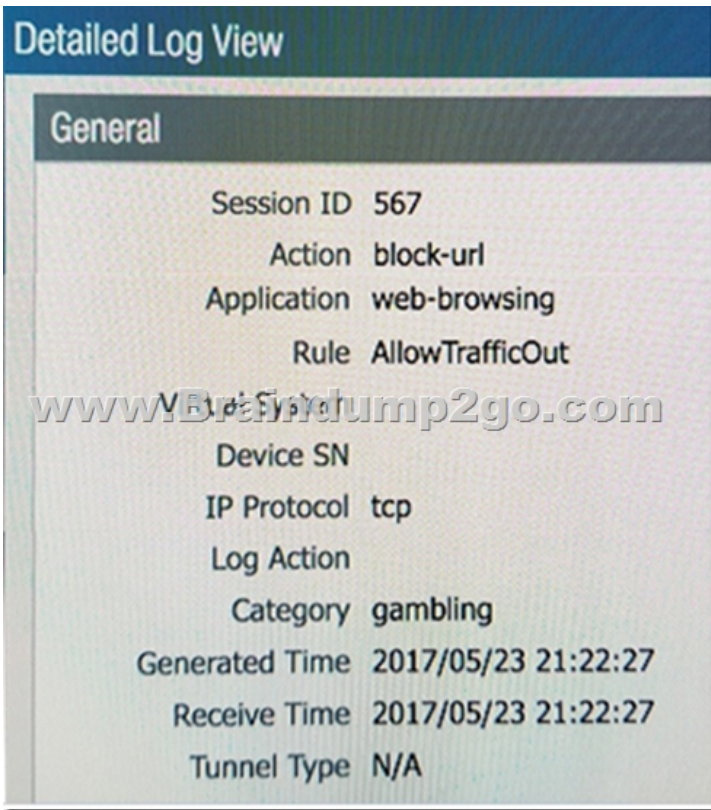 Detailed Log View
General
Session ID 567
Action block-url
Application web-browsing
Rule AllowTrafficOut
Virtual System
www.Braindump2go.com
Device SN
IP Protocol tcp
Log Action
Category gambling
Generated Time 2017/05/23 21:22:27
Receive Time 2017/05/23 21:22:27
Tunnel Type N/A